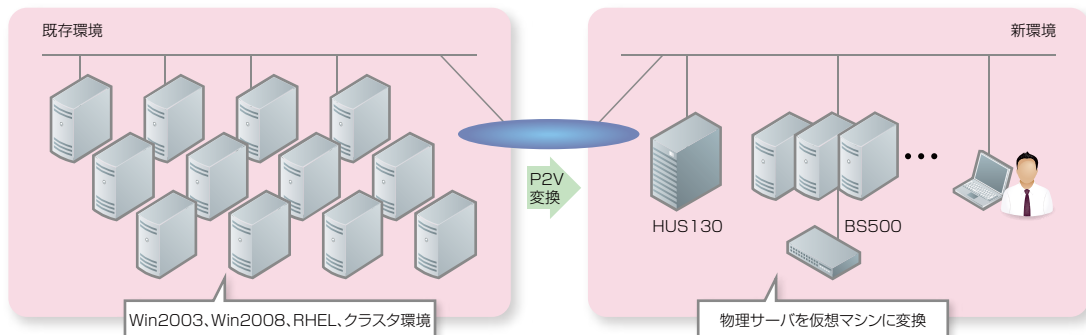 既存環境
新環境
P2V
変換
HUS130
BS500
Win2003、Win2008、RHEL、クラスタ環境
物理サーバを仮想マシンに変換